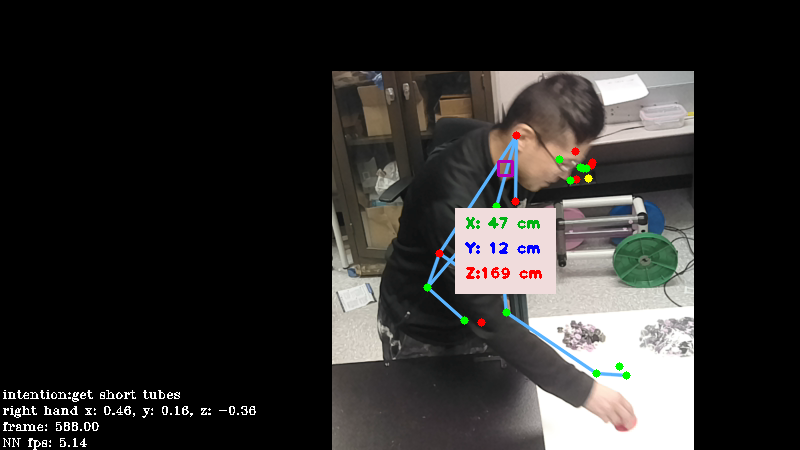 X: 47 cm
Y: 12 cm
Z:169 cm
intention:get short tubes
right hand x: 0.46, y: 0.16, z: -0.36
frame: 588.00
NN fps: 5.14